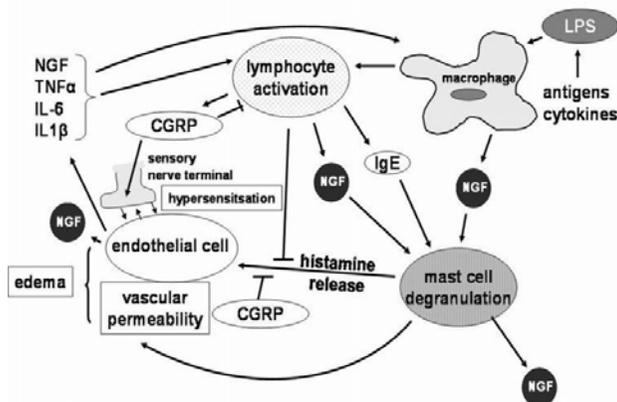 LPS
NGF
TNFα
IL-6
IL1β
lymphocyte
activation
macrophage
antigens
cytokines
CGRP
IgE
sensory
nerve terminal
NGF
NGF
hypersensitsation
NGF
endothelial cell
histamine
release
mast cell
degranulation
edema
vascular
permeability
CGRP
NGF